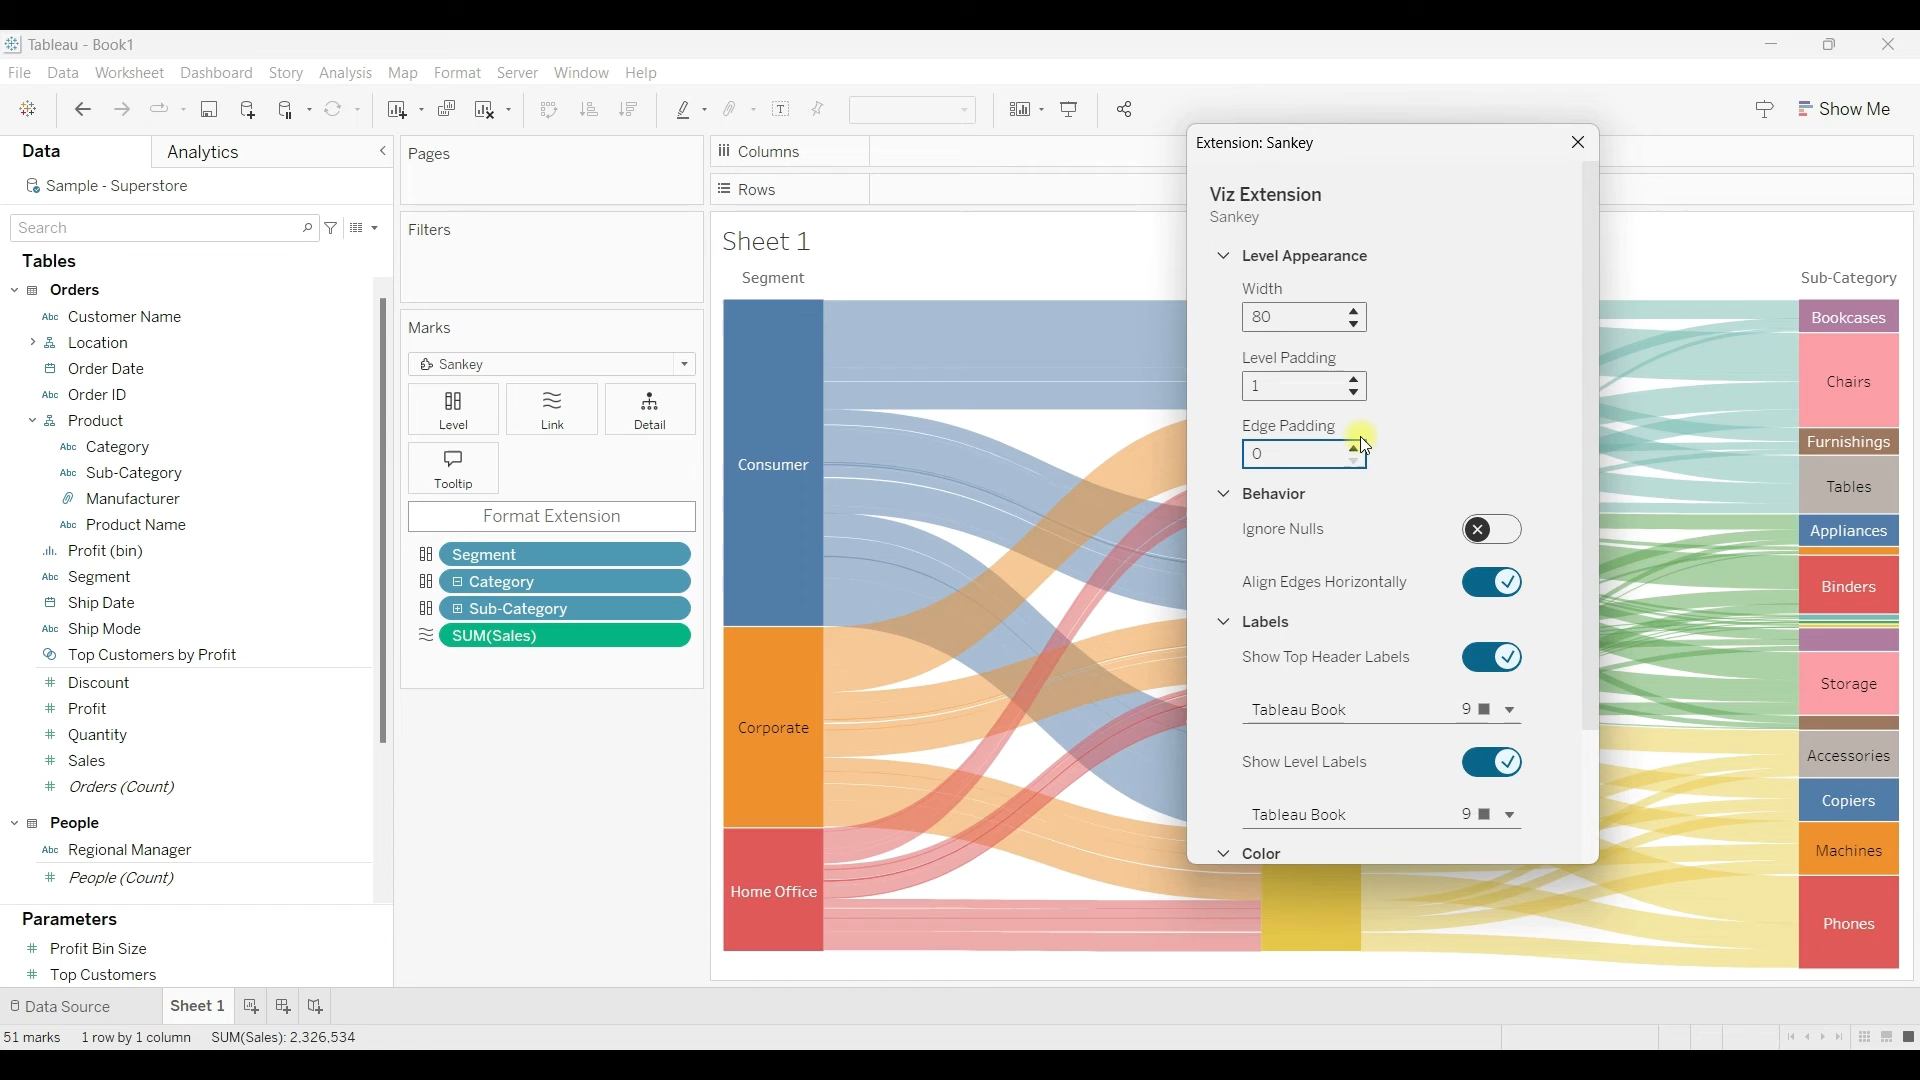 Tableau - Book1
File Data Worksheet Dashboard Story Analysis Map Format Server Window Help
Show Me
Data
Analytics
Sample - Superstore
Search
Tables
Orders
Abc Customer Name
Location
Order Date
Abc Order ID
Product
Abc Category
Abc Sub-Category
Manufacturer
Abc Product Name
Profit (bin)
Abc Segment
Ship Date
Abc Ship Mode
Top Customers by Profit
# Discount
# Profit
# Quantity
# Sales
# Orders (Count)
People
Abc Regional Manager
# People (Count)
Parameters
# Profit Bin Size
# Top Customers
Pages
Filters
Marks
Sankey
Level
Link
Detail
Tooltip
Format Extension
Segment
Category
Sub-Category
SUM(Sales)
Columns
Rows
Sheet 1
Segment
Consumer
Corporate
Home Office
Extension: Sankey
Viz Extension
Sankey
Level Appearance
Width
80
Level Padding
1
Edge Padding
0
Behavior
Ignore Nulls
Align Edges Horizontally
Labels
Show Top Header Labels
Tableau Book 9
Show Level Labels
Tableau Book 9
Color
Sub-Category
Bookcases
Chairs
Furnishings
Tables
Appliances
Binders
Storage
Accessories
Copiers
Machines
Phones
Data Source
Sheet 1
51 marks 1 row by 1 column SUM(Sales): 2,326,534